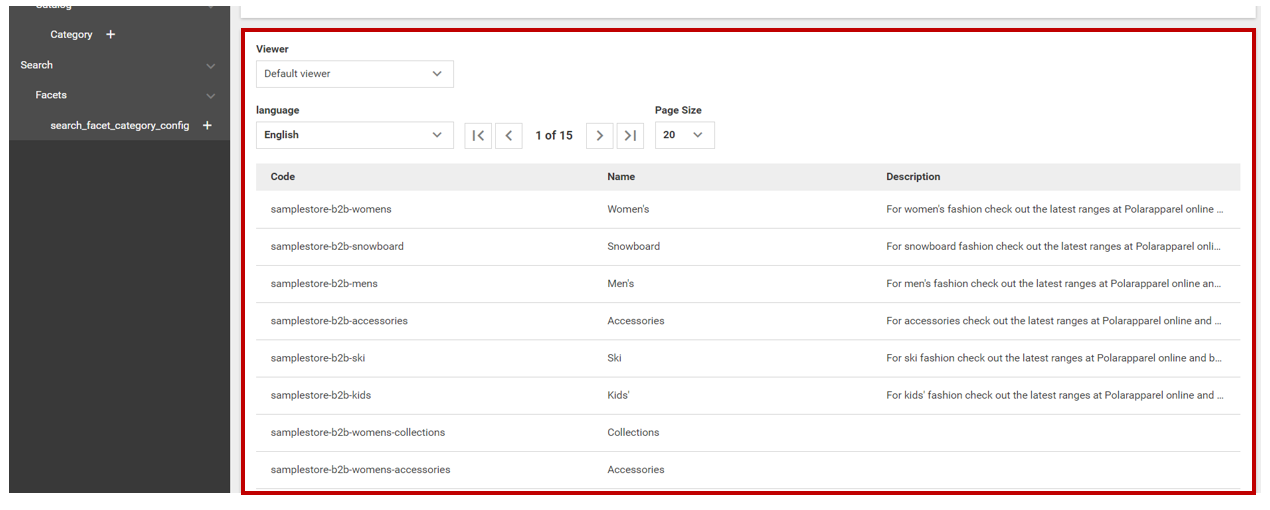 Catalog
Category +
Search
Facets
search_facet_category_config +
Viewer
Default viewer
language
Page Size
English
1 of 15
20
Code Name Description
samplestore-b2b-womens Women's For women's fashion check out the latest ranges at Polarapparel online ...
samplestore-b2b-snowboard Snowboard For snowboard fashion check out the latest ranges at Polarapparel onli...
samplestore-b2b-mens Men's For men's fashion check out the latest ranges at Polarapparel online an...
samplestore-b2b-accessories Accessories For accessories check out the latest ranges at Polarapparel online and ...
samplestore-b2b-ski Ski For ski fashion check out the latest ranges at Polarapparel online and b...
samplestore-b2b-kids Kids' For kids' fashion check out the latest ranges at Polarapparel online and ...
samplestore-b2b-womens-collections Collections
samplestore-b2b-womens-accessories Accessories